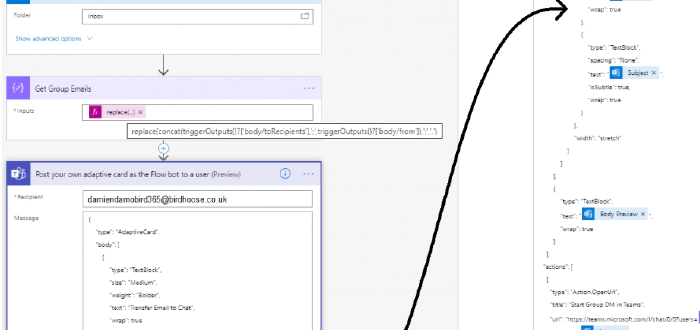 Folder
Inbox
Show advanced options
{√} Get Group Emails
* Inputs
fx replace(...) ×
replace(concat(triggerOutputs()?['body/toRecipients'],';',triggerOutputs()?['body/from']),';',',')
Post your own adaptive card as the Flow bot to a user (Preview)
* Recipient
damiendamobird365@birdhoose.co.uk
Message
{
"type": "AdaptiveCard",
"body": [
{
"type": "TextBlock",
"size": "Medium",
"weight": "Bolder",
"text": "Transfer Email to Chat",
"wrap": true
"wrap": true
},
{
"type": "TextBlock",
"spacing": "None",
"text": " Subject × ",
"isSubtle": true,
"wrap": true
}
],
"width": "stretch"
}
]
},
{
"type": "TextBlock",
"text": " Body Preview × ",
"wrap": true
}
],
"actions": [
{
"type": "Action.OpenUrl",
"title": "Start Group DM in Teams",
"url": "https://teams.microsoft.com/l/chat/0/0?users=